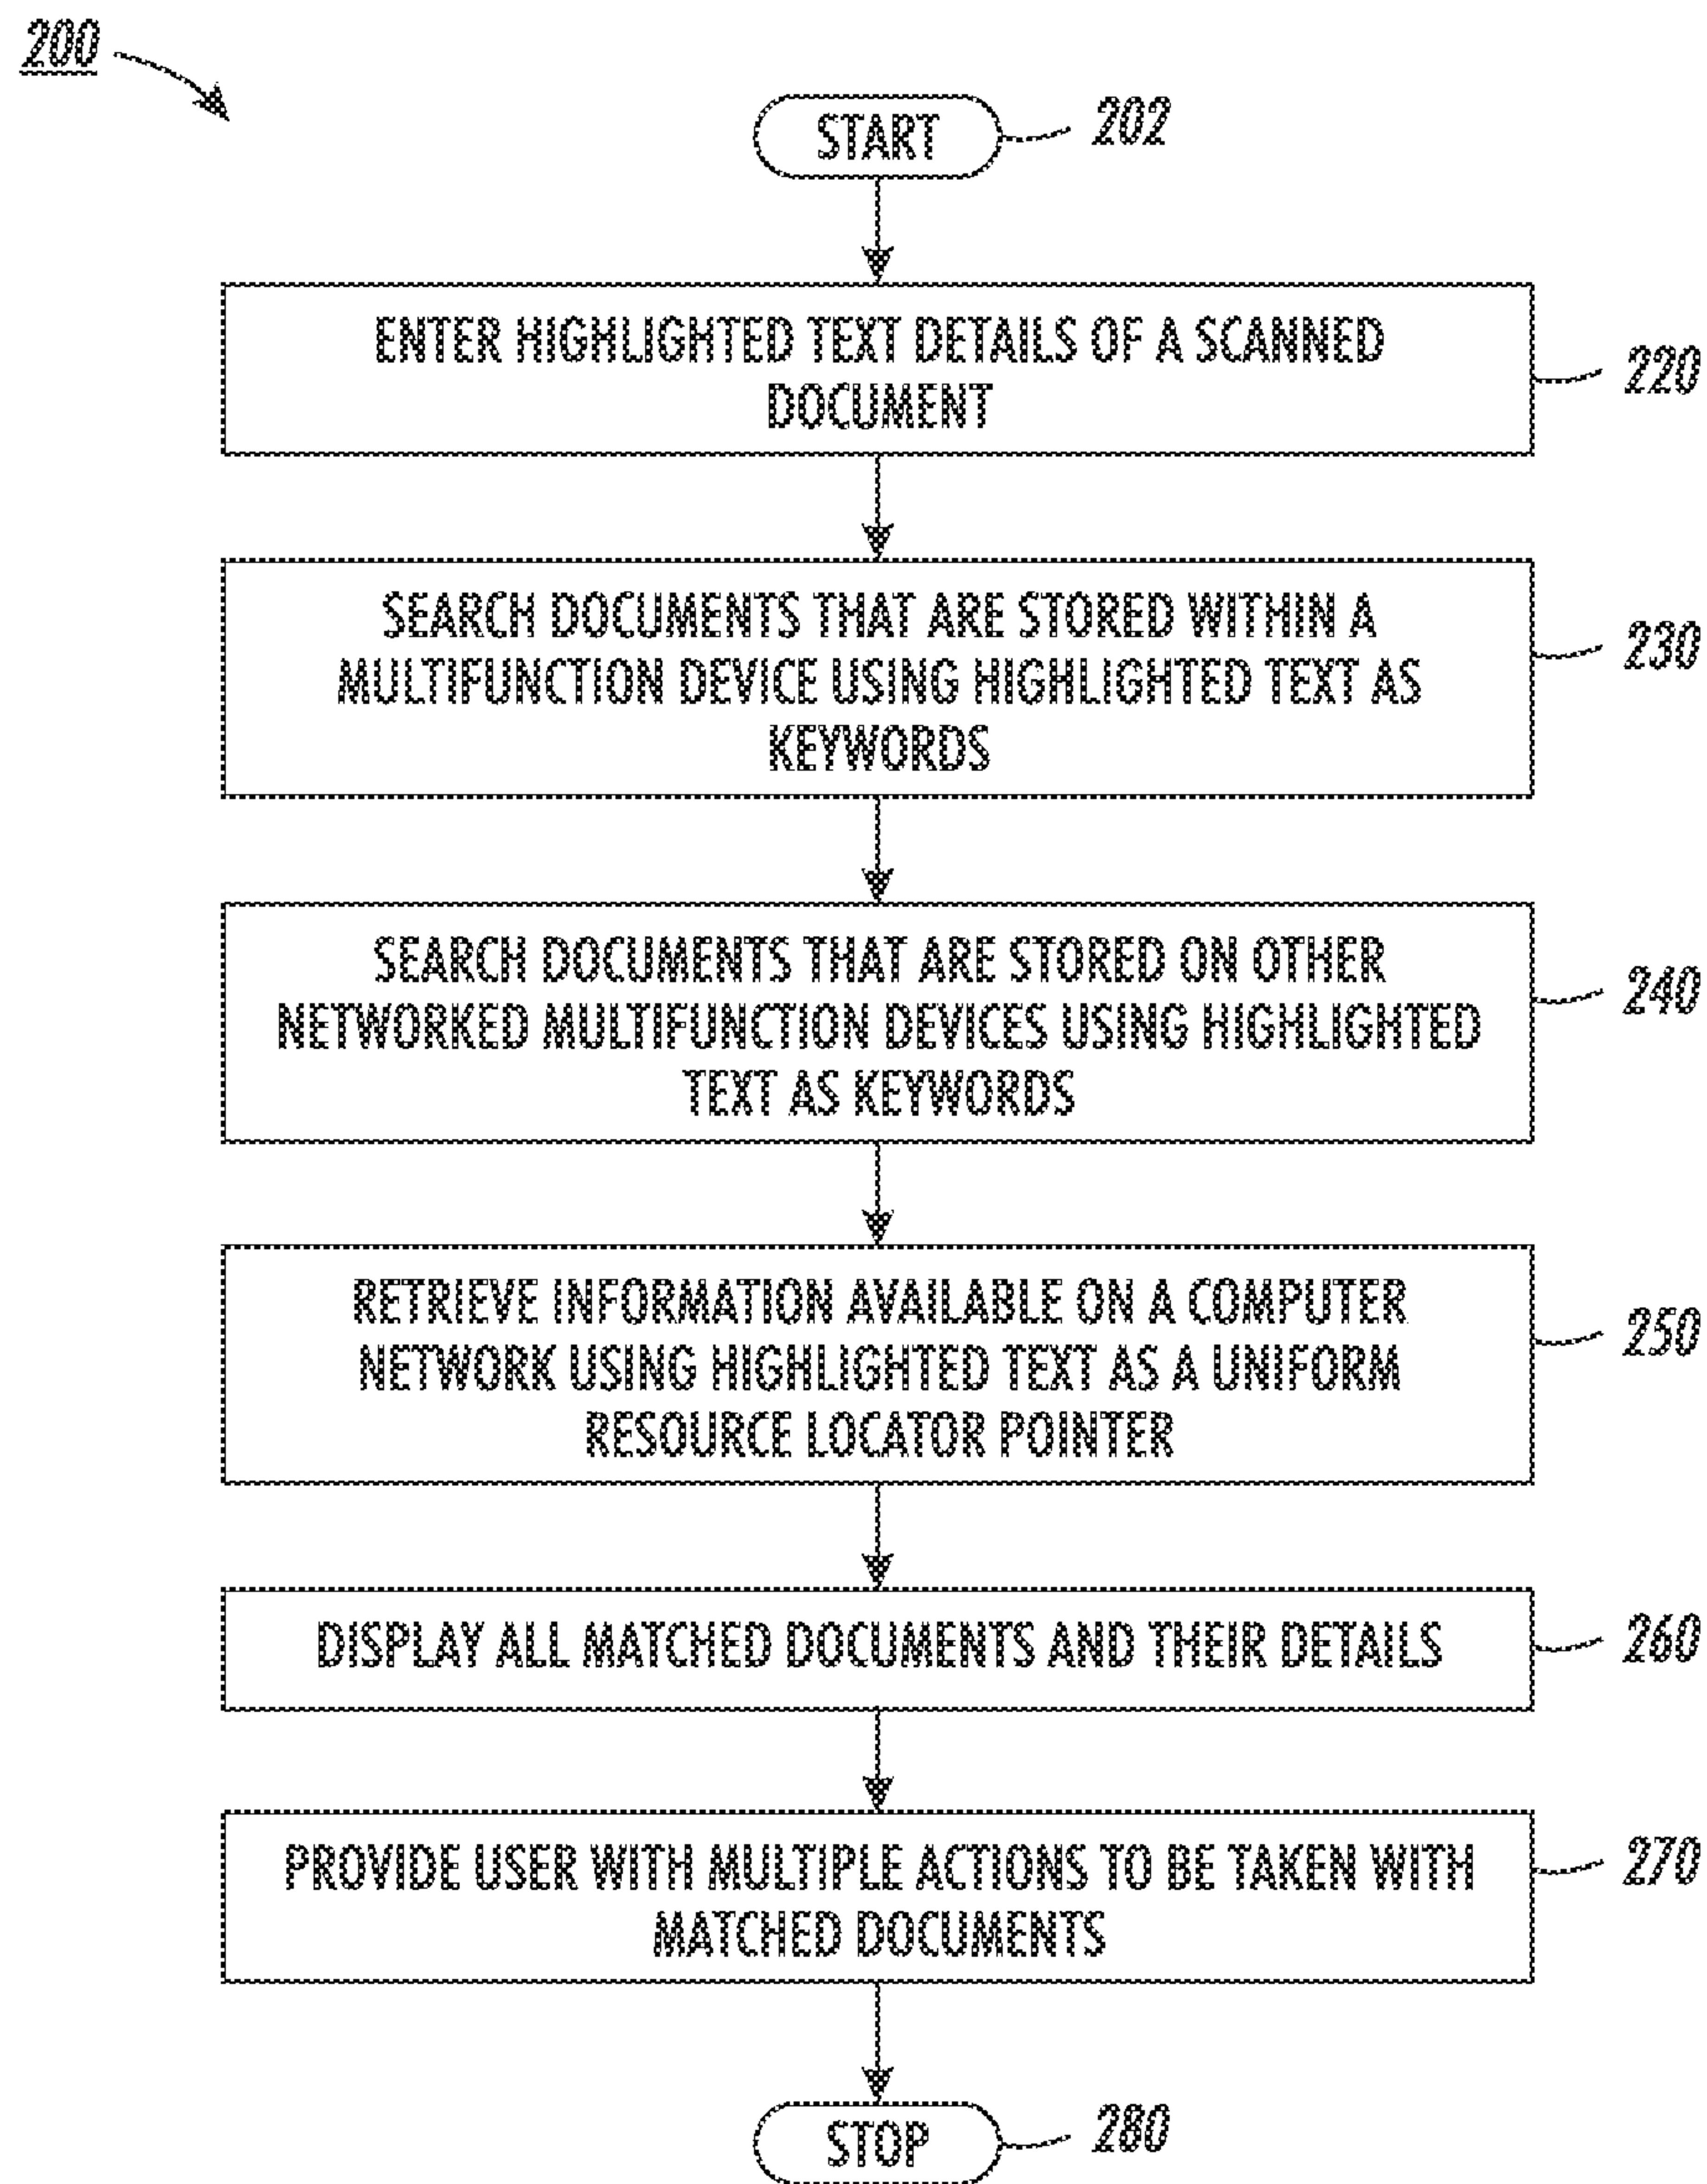 200
START
202
ENTER HIGHLIGHTED TEXT DETAILS OF A SCANNED
DOCUMENT
220
SEARCH DOCUMENTS THAT ARE STORED WITHIN A
MULTIFUNCTION DEVICE USING HIGHLIGHTED TEXT AS
KEYWORDS
230
SEARCH DOCUMENTS THAT ARE STORED ON OTHER
NETWORKED MULTIFUNCTION DEVICES USING HIGHLIGHTED
TEXT AS KEYWORDS
240
RETRIEVE INFORMATION AVAILABLE ON A COMPUTER
NETWORK USING HIGHLIGHTED TEXT AS A UNIFORM
RESOURCE LOCATOR POINTER
250
DISPLAY ALL MATCHED DOCUMENTS AND THEIR DETAILS
260
PROVIDE USER WITH MULTIPLE ACTIONS TO BE TAKEN WITH
MATCHED DOCUMENTS
270
STOP
280